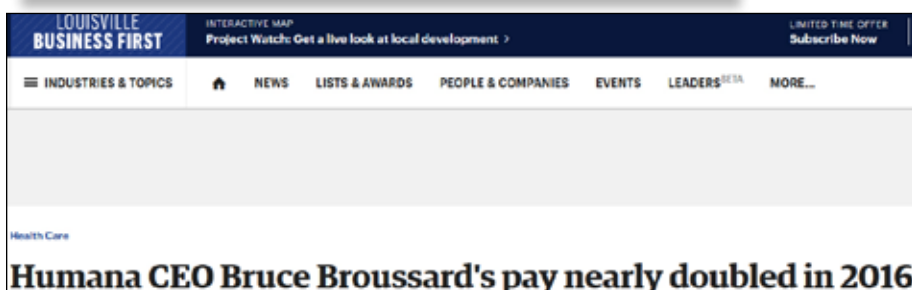 LOUISVILLE
BUSINESS FIRST
INTERACTIVE MAP
Project Watch: Get a live look at local development >
LIMITED TIME OFFER
Subscribe Now
INDUSTRIES & TOPICS NEWS LISTS & AWARDS PEOPLE & COMPANIES EVENTS LEADERS BETA MORE...
Health Care
Humana CEO Bruce Broussard's pay nearly doubled in 2016